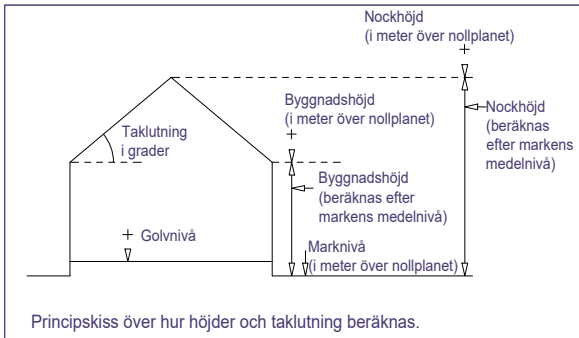 Nockhöjd
(i meter över nollplanet)
+
Byggnadshöjd
(i meter över nollplanet)
+
Nockhöjd
(beräknas
efter markens
medelnivå)
Taklutning
i grader
Byggnadshöjd
(beräknas efter
markens medelnivå)
+ Golvnivå
Marknivå
(i meter över nollplanet)
Principskiss över hur höjder och taklutning beräknas.